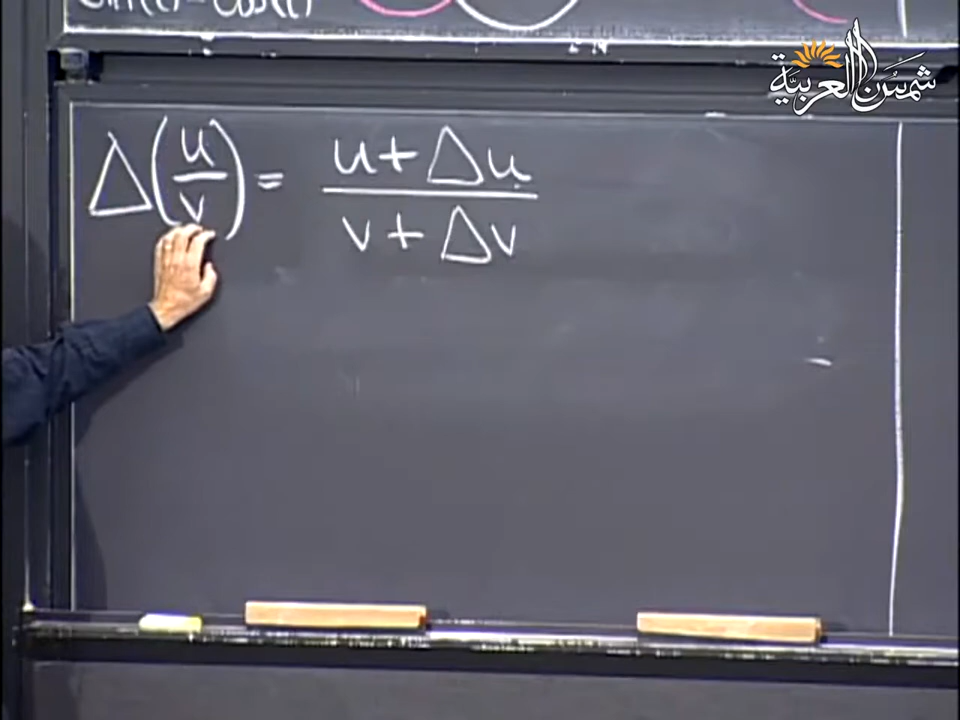 شمس العربية
Δ(u/v) = (u + Δu)/(v + Δv)